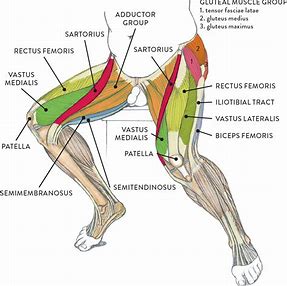 GLUTEAL MUSCLE GROUP
1. tensor fasciae latae
2. gluteus medius
3. gluteus maximus
ADDUCTOR
GROUP
SARTORIUS
SARTORIUS
RECTUS FEMORIS
VASTUS
MEDIALIS
PATELLA
SEMIMEMBRANOSUS
SEMITENDINOSUS
VASTUS
MEDIALIS
PATELLA
RECTUS FEMORIS
ILIOTIBIAL TRACT
VASTUS LATERALIS
BICEPS FEMORIS
1
2
3